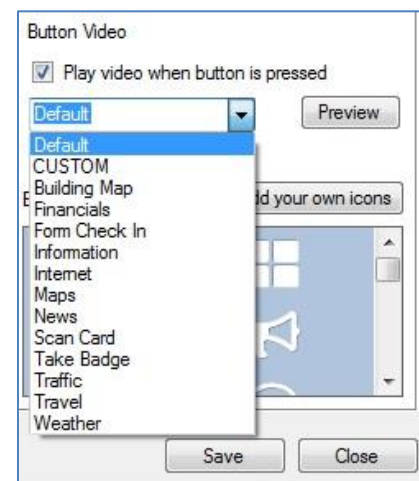 Button Video
Play video when button is pressed
Default
Preview
Default
CUSTOM
Building Map
Financials
Form Check In
Information
Internet
Maps
News
Scan Card
Take Badge
Traffic
Travel
Weather
your own icons
Save
Close